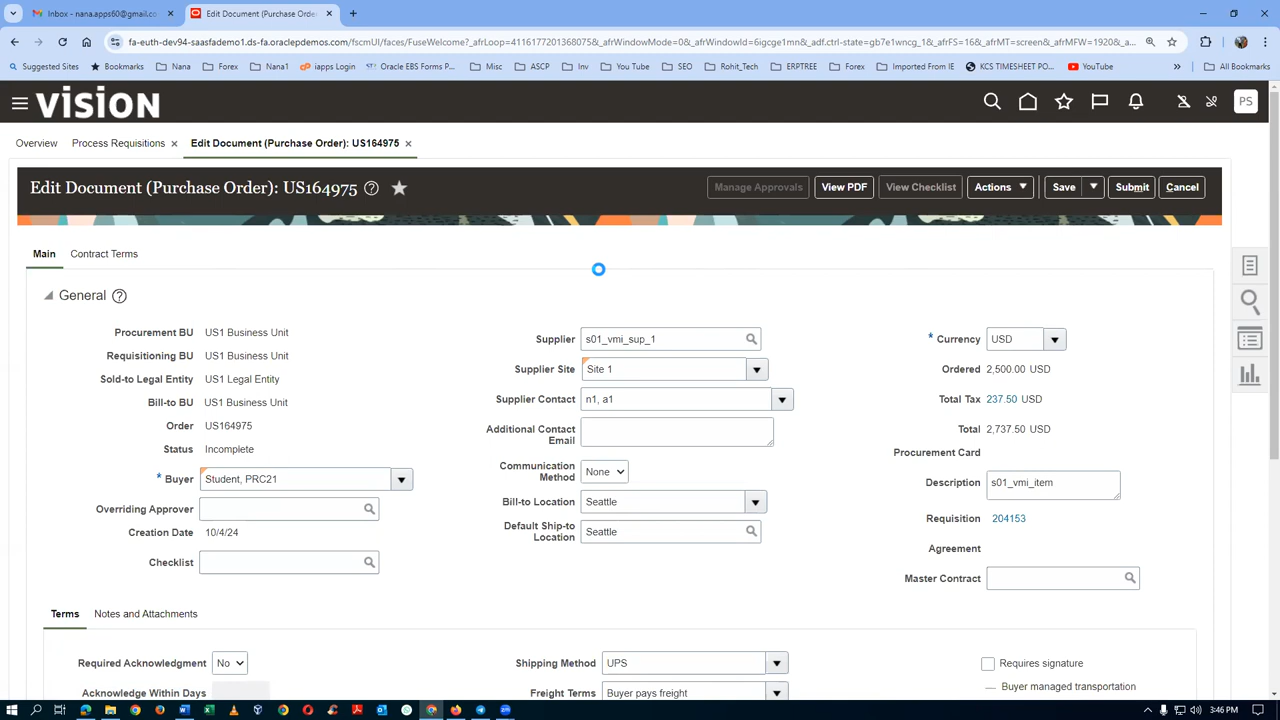 Inbox - nana.apps60@gmail.co
Edit Document (Purchase Order
fa-euth-dev94-saasfademo1.ds-fa.oraclepdemos.com/fscmUI/faces/FuseWelcome?_afrLoop=41161772013680758&_afrWindowMode=0&_afrWindowId=6igcge1mn&_adf.ctrl-state=gb7e1wncg_1&_afrFS=16&_afrMT=screen&_afrMFW=1920&_afrM...
Suggested Sites
Bookmarks
Nana
Forex
Nana1
iapps Login
Oracle EBS Forms P...
Misc
ASCP
Inv
You Tube
SEO
Rohit_Tech
ERPTREE
Forex
Imported From IE
KCS TIMESHEET PO...
YouTube
All Bookmarks
VISION
PS
Overview
Process Requisitions
Edit Document (Purchase Order): US164975
Edit Document (Purchase Order): US164975
Manage Approvals
View PDF
View Checklist
Actions
Save
Submit
Cancel
Main
Contract Terms
General
Procurement BU US1 Business Unit
Requisitioning BU US1 Business Unit
Sold-to Legal Entity US1 Legal Entity
Bill-to BU US1 Business Unit
Order US164975
Status Incomplete
* Buyer Student, PRC21
Overriding Approver
Creation Date 10/4/24
Checklist
Supplier s01_vmi_sup_1
Supplier Site Site 1
Supplier Contact n1, a1
Additional Contact
Email
Communication
Method
None
Bill-to Location Seattle
Default Ship-to
Location
Seattle
* Currency USD
Ordered 2,500.00 USD
Total Tax 237.50 USD
Total 2,737.50 USD
Procurement Card
Description s01_vmi_item
Requisition 204153
Agreement
Master Contract
Terms
Notes and Attachments
Required Acknowledgment No
Acknowledge Within Days
Shipping Method UPS
Freight Terms Buyer pays freight
Requires signature
Buyer managed transportation
3:46 PM